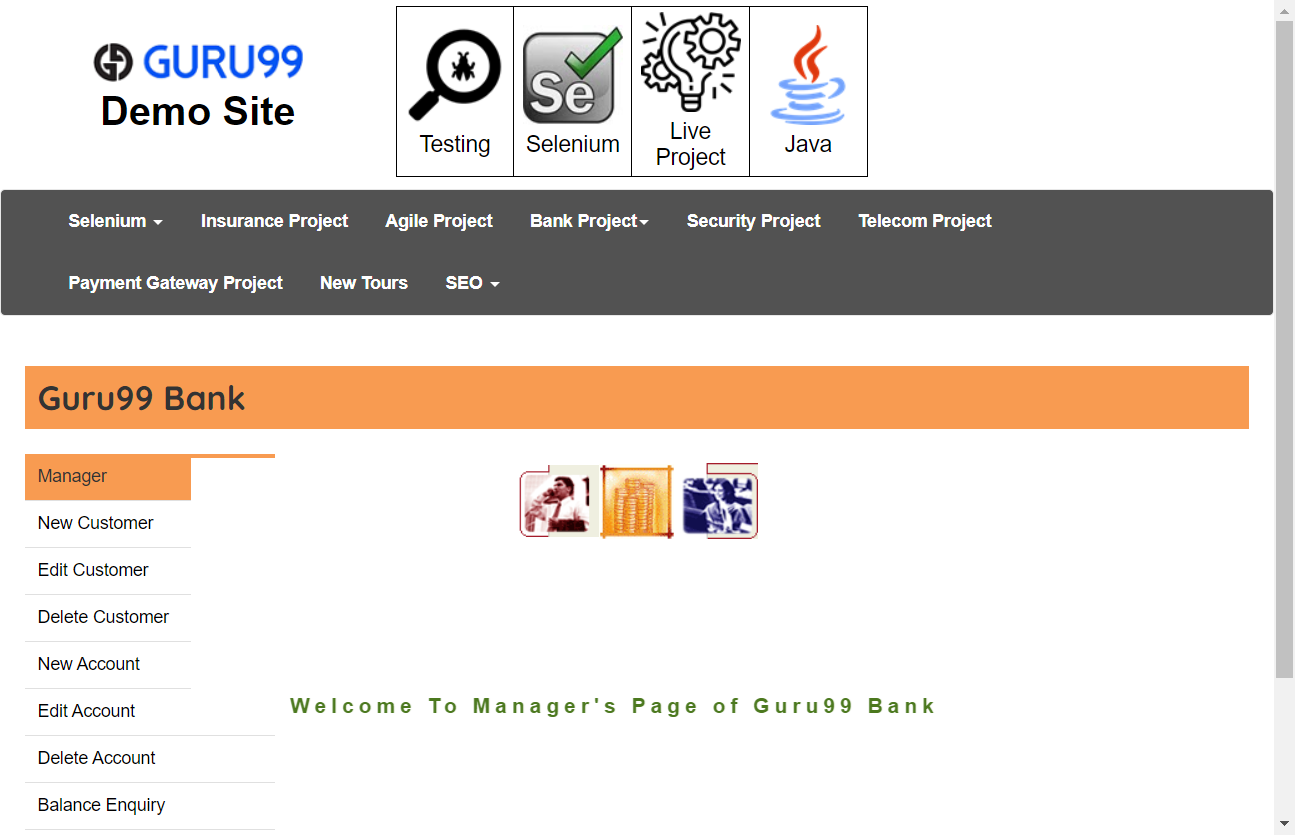 GURU99
Demo Site
Testing
Se
Selenium
Live
Project
Java
Selenium
Insurance Project
Agile Project
Bank Project
Security Project
Telecom Project
Payment Gateway Project
New Tours
SEO
Guru99 Bank
Manager
New Customer
Edit Customer
Delete Customer
New Account
Edit Account
Delete Account
Balance Enquiry
Welcome To Manager's Page of Guru99 Bank